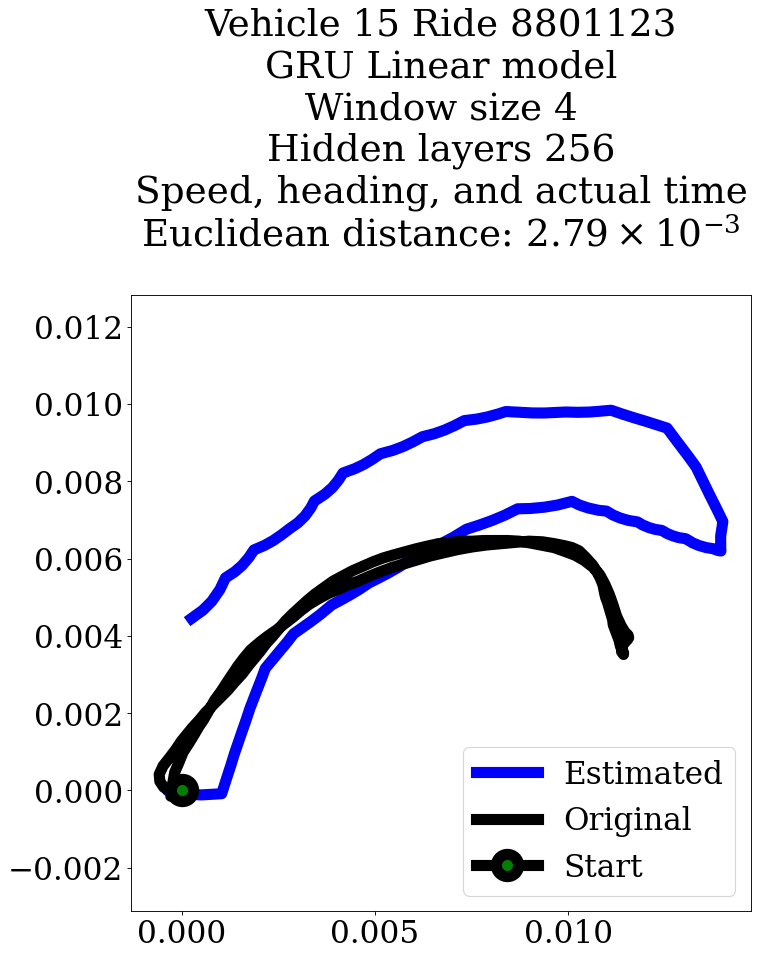 Vehicle 15 Ride 8801123
GRU Linear model
Window size 4
Hidden layers 256
Speed, heading, and actual time
Euclidean distance: 2.79 × 10⁻³
0.012
0.010
0.008
0.006
0.004
0.002
0.000
−0.002
Estimated
Original
Start
0.000 0.005 0.010